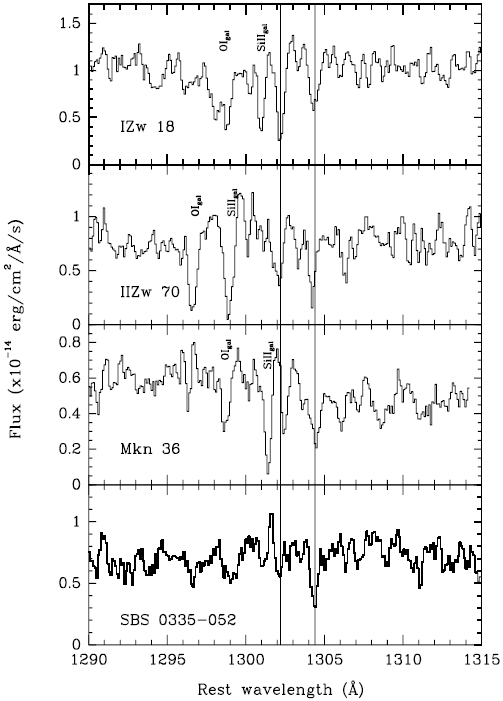 1.5
1
0.5
0
OIgal
SiIIgal
IZw 18
1
0.5
0
OIgal
SiIIgal
IIZw 70
0.8
0.6
0.4
0.2
0
OIgal
SiIIgal
Mkn 36
1
0.5
0
SBS 0335-052
1290
1295
1300
1305
1310
1315
Rest wavelength (Å)
Flux (x10⁻¹⁴ erg/cm²/Å/s)